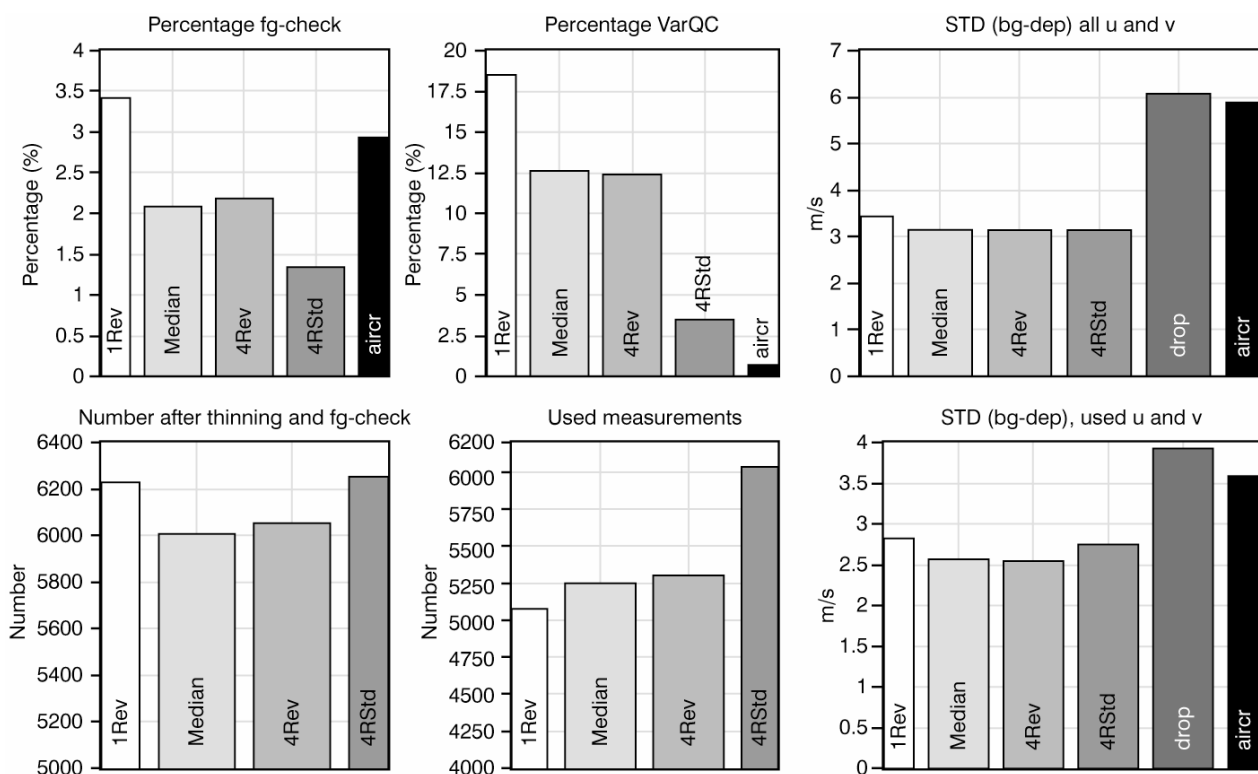 Percentage fg-check
Percentage (%)
4
3.5
3
2.5
2
1.5
1
0.5
0
1Rev
Median
4Rev
4RStd
aircr
Percentage VarQC
Percentage (%)
20
17.5
15
12.5
10
7.5
5
2.5
0
1Rev
Median
4Rev
4RStd
aircr
STD (bg-dep) all u and v
m/s
7
6
5
4
3
2
1
0
1Rev
Median
4Rev
4RStd
drop
aircr
Number after thinning and fg-check
Number
6400
6200
6000
5800
5600
5400
5200
5000
1Rev
Median
4Rev
4RStd
Used measurements
Number
6200
6000
5750
5500
5250
5000
4750
4500
4250
4000
1Rev
Median
4Rev
4RStd
STD (bg-dep), used u and v
m/s
4
3.5
3
2.5
2
1.5
1
0.5
0
1Rev
Median
4Rev
4RStd
drop
aircr